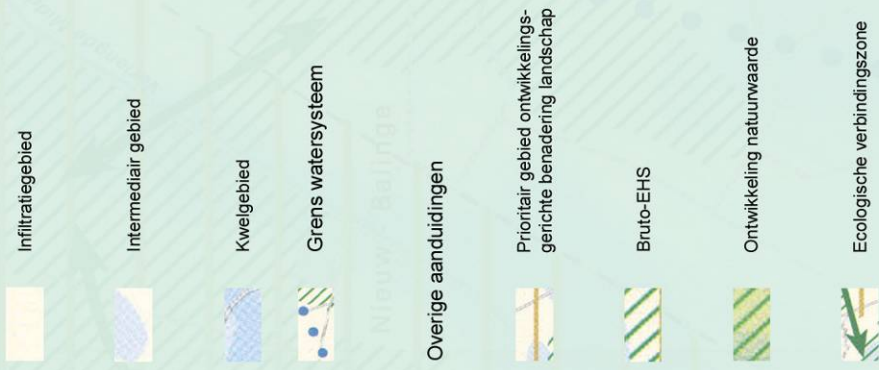 Infiltratiegebied
Intermediair gebied
Kwelgebied
Grens watersysteem
Overige aanduidingen
Prioritair gebied ontwikkelings-
gerichte benadering landschap
Bruto-EHS
Ontwikkeling natuurwaarde
Ecologische verbindingszone